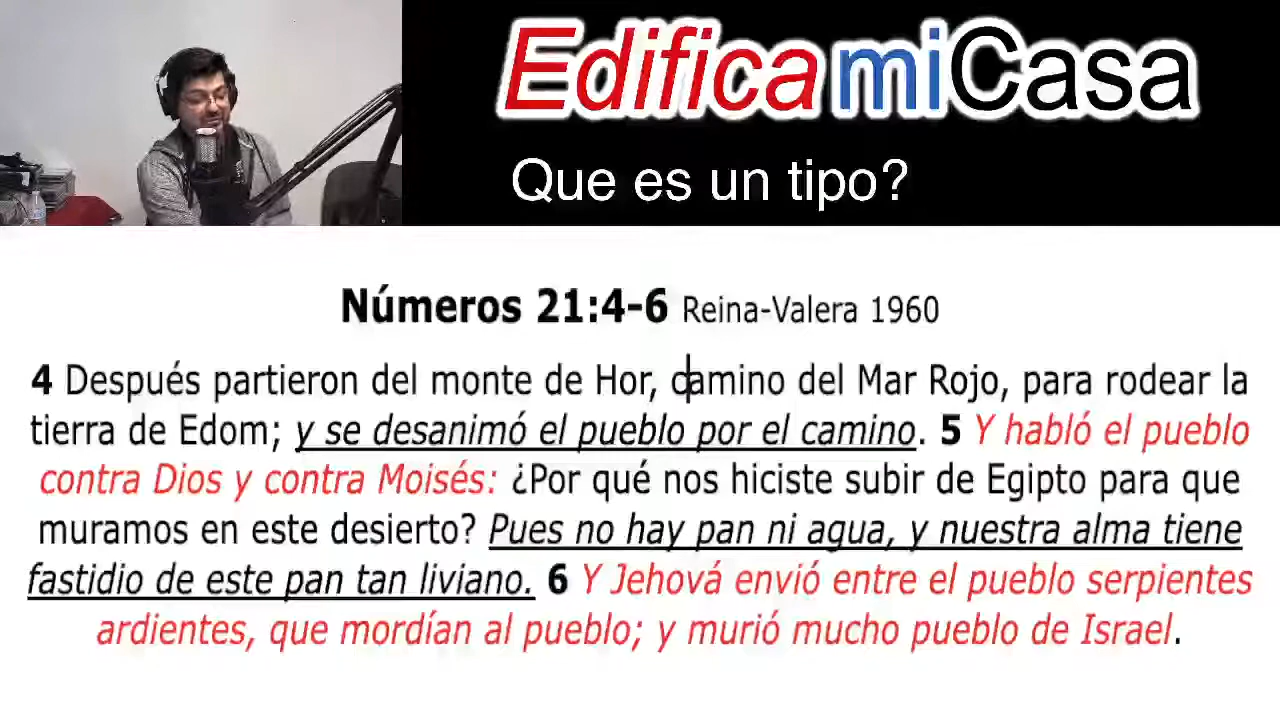 EdificamiCasa
Que es un tipo?
Números 21:4-6 Reina-Valera 1960
4 Después partieron del monte de Hor, camino del Mar Rojo, para rodear la
tierra de Edom; y se desanimó el pueblo por el camino. 5 Y habló el pueblo
contra Dios y contra Moisés: ¿Por qué nos hiciste subir de Egipto para que
muramos en este desierto? Pues no hay pan ni agua, y nuestra alma tiene
fastidio de este pan tan liviano. 6 Y Jehová envió entre el pueblo serpientes
ardientes, que mordían al pueblo; y murió mucho pueblo de Israel.